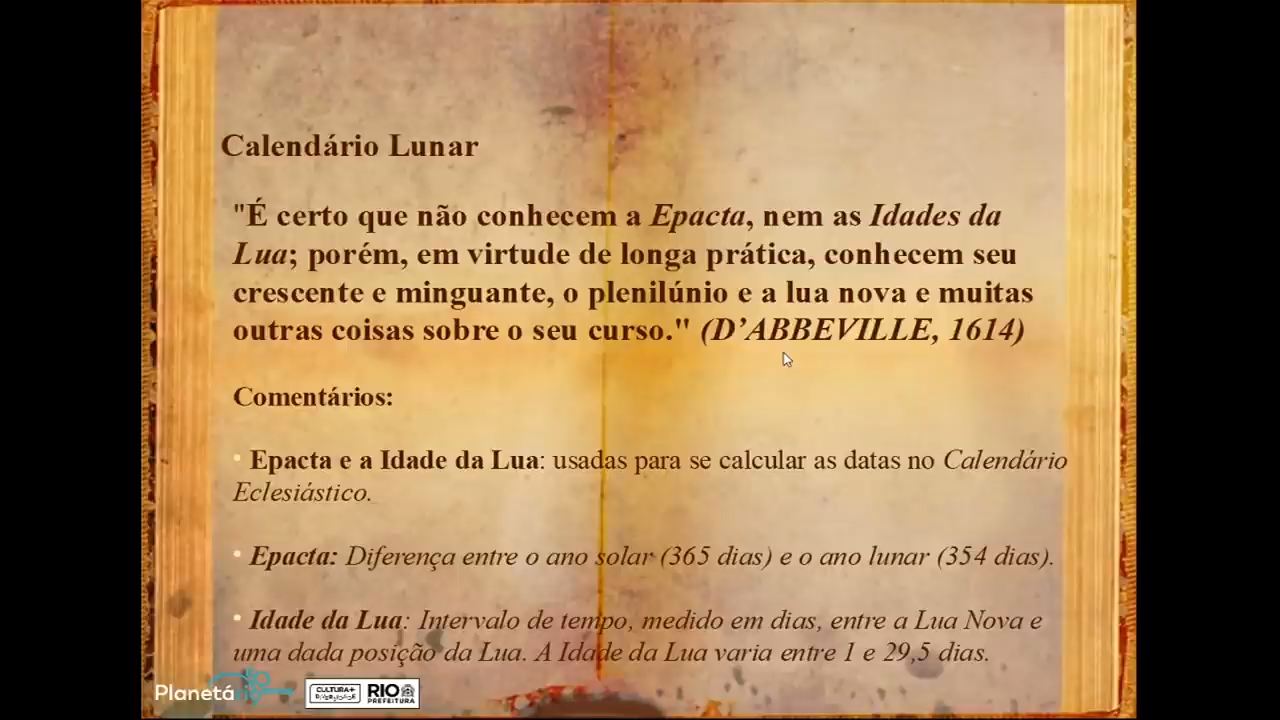 Calendário Lunar
"É certo que não conhecem a Epacta, nem as Idades da
Lua; porém, em virtude de longa prática, conhecem seu
crescente e minguante, o plenilúnio e a lua nova e muitas
outras coisas sobre o seu curso." (D’ABBEVILLE, 1614)
Comentários:
• Epacta e a Idade da Lua: usadas para se calcular as datas no Calendário
Eclesiástico.
• Epacta: Diferença entre o ano solar (365 dias) e o ano lunar (354 dias).
• Idade da Lua: Intervalo de tempo, medido em dias, entre a Lua Nova e
uma dada posição da Lua. A Idade da Lua varia entre 1 e 29,5 dias.
Planetá
CULTURA+
DIVERSIDADE
RIO
PREFEITURA